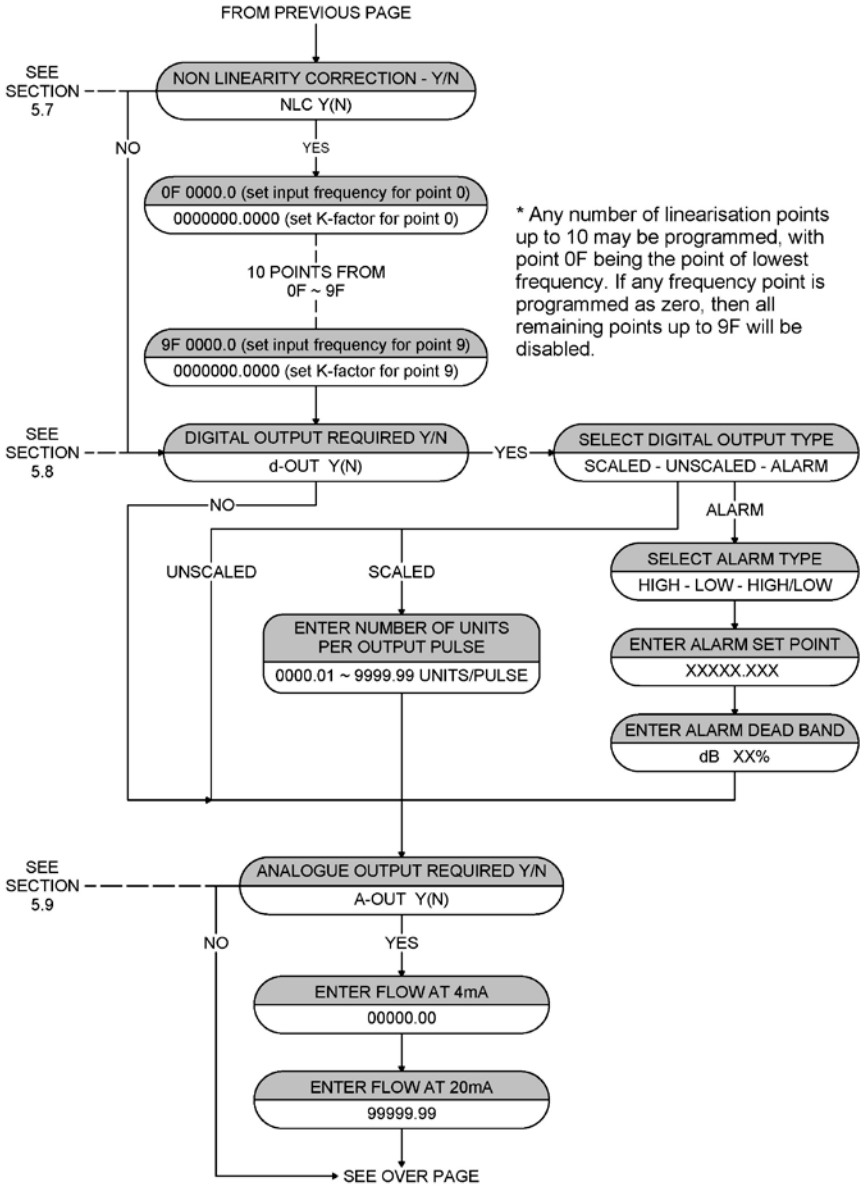 FROM PREVIOUS PAGE
SEE
SECTION
5.7
NON LINEARITY CORRECTION - Y/N
NLC Y(N)
NO
YES
0F 0000.0 (set input frequency for point 0)
0000000.0000 (set K-factor for point 0)
10 POINTS FROM
0F ~ 9F
9F 0000.0 (set input frequency for point 9)
0000000.0000 (set K-factor for point 9)
* Any number of linearisation points
up to 10 may be programmed, with
point 0F being the point of lowest
frequency. If any frequency point is
programmed as zero, then all
remaining points up to 9F will be
disabled.
SEE
SECTION
5.8
DIGITAL OUTPUT REQUIRED Y/N
d-OUT Y(N)
YES
SELECT DIGITAL OUTPUT TYPE
SCALED - UNSCALED - ALARM
NO
ALARM
UNSCALED
SCALED
SELECT ALARM TYPE
HIGH - LOW - HIGH/LOW
ENTER NUMBER OF UNITS
PER OUTPUT PULSE
0000.01 ~ 9999.99 UNITS/PULSE
ENTER ALARM SET POINT
XXXXX.XXX
ENTER ALARM DEAD BAND
dB XX%
SEE
SECTION
5.9
ANALOGUE OUTPUT REQUIRED Y/N
A-OUT Y(N)
NO
YES
ENTER FLOW AT 4mA
00000.00
ENTER FLOW AT 20mA
99999.99
SEE OVER PAGE